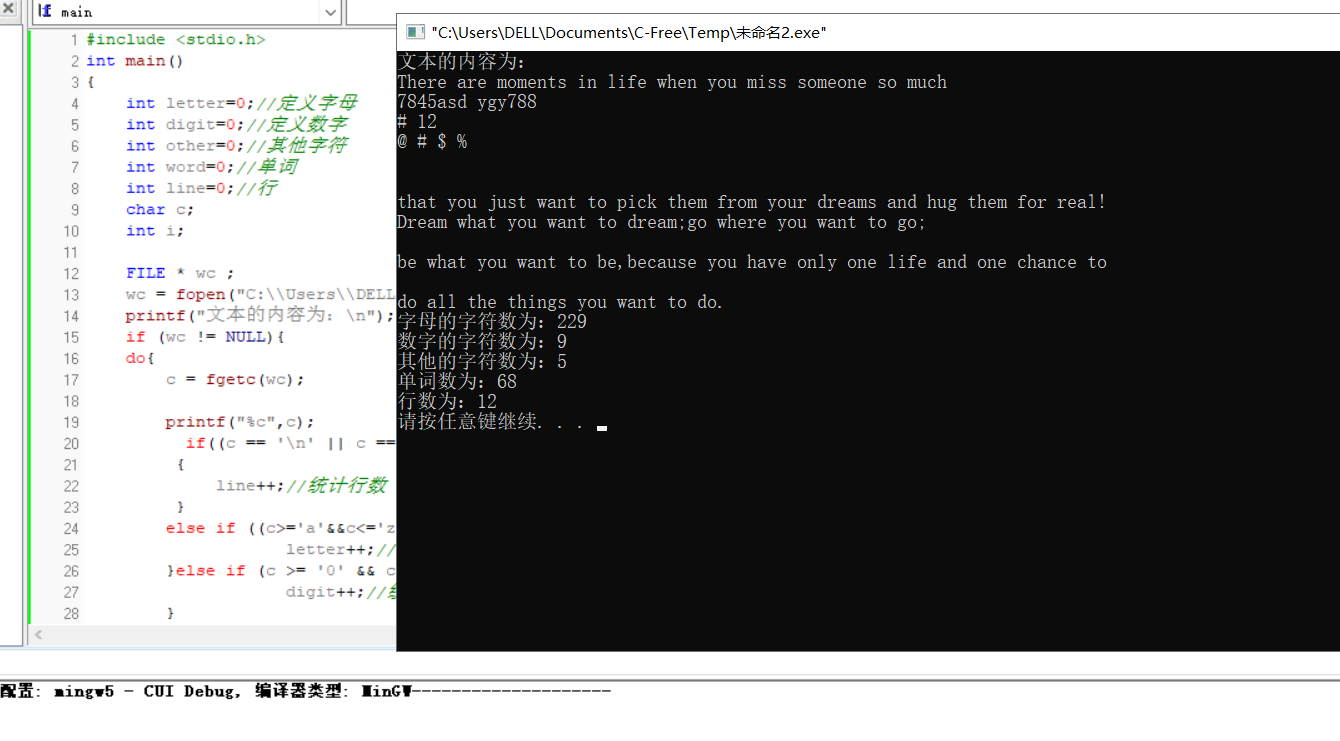 main
1 #include <stdio.h>
2 int main()
3 {
4 int letter=0;//定义字母
5 int digit=0;//定义数字
6 int other=0;//其他字符
7 int word=0;//单词
8 int line=0;//行
9 char c;
10 int i;
11
12 FILE * wc ;
13 wc = fopen("C:\\Users\\DELL
14 printf("文本的内容为: \n");
15 if (wc != NULL){
16 do{
17 c = fgetc(wc);
18
19 printf("%c",c);
20 if((c == '\n' || c ==
21 {
22 line++;//统计行数
23 }
24 else if ((c>='a'&&c<='z
25 letter++;//
26 }else if (c >= '0' && c
27 digit++;//
28 }
"C:\Users\DELL\Documents\C-Free\Temp\未命名2.exe"
文本的内容为:
There are moments in life when you miss someone so much
7845asd ygy788
# 12
@ # $ %
that you just want to pick them from your dreams and hug them for real!
Dream what you want to dream;go where you want to go;
be what you want to be,because you have only one life and one chance to
do all the things you want to do.
字母的字符数为: 229
数字的字符数为: 9
其他的字符数为: 5
单词数为: 68
行数为: 12
请按任意键继续. . .
配置: mingw5 - CUI Debug, 编译器类型: MinGW--------------------